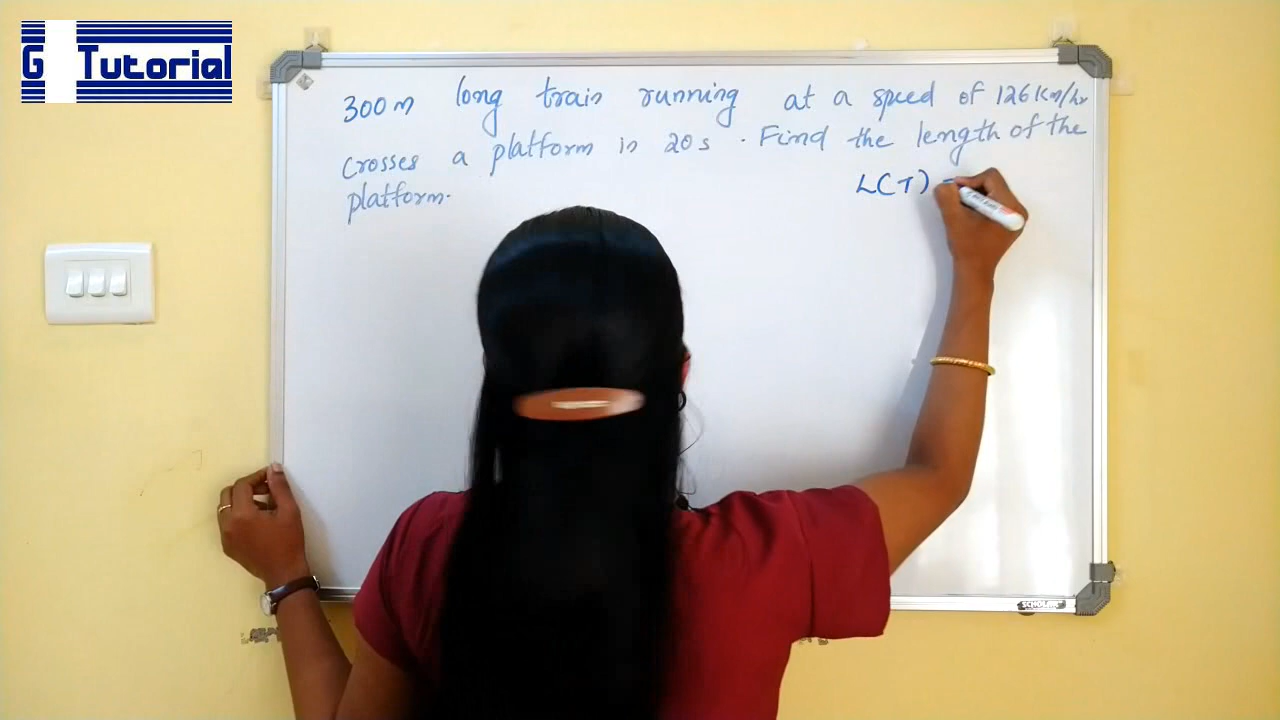 G Tutorial
300m long train running at a speed of 126Km/hr
crosses a platform in 20s. Find the length of the
platform.
L(T) =
SCHOLAR